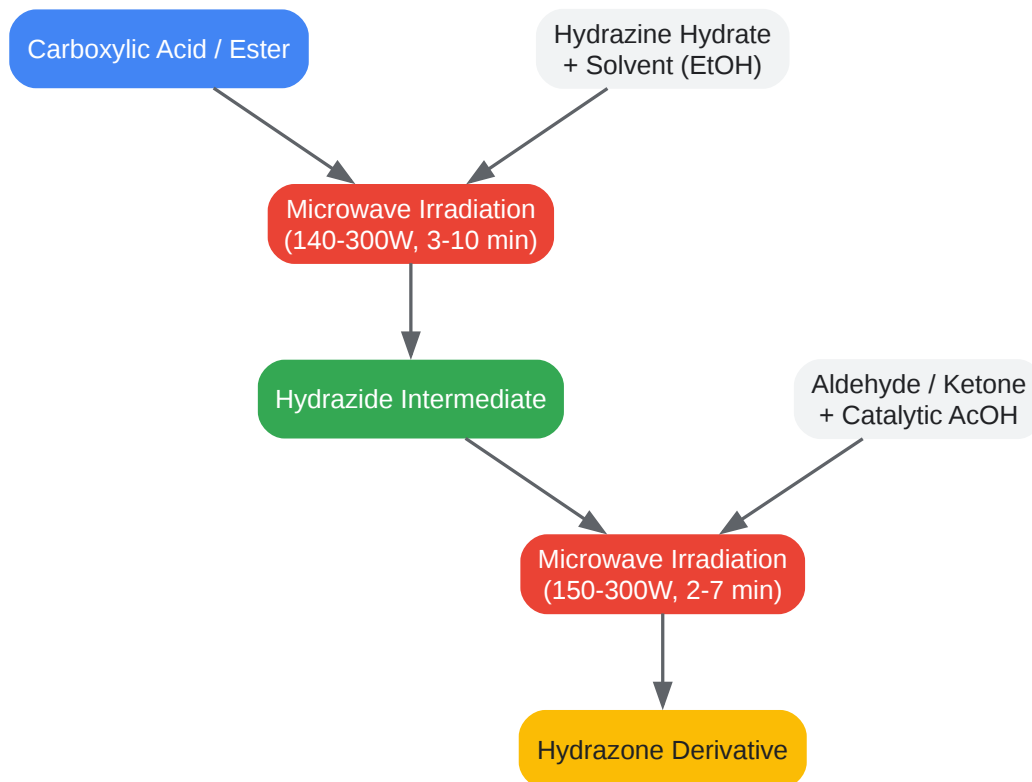 Carboxylic Acid / Ester
Hydrazine Hydrate
+ Solvent (EtOH)
Microwave Irradiation
(140-300W, 3-10 min)
Hydrazide Intermediate
Aldehyde / Ketone
+ Catalytic AcOH
Microwave Irradiation
(150-300W, 2-7 min)
Hydrazone Derivative